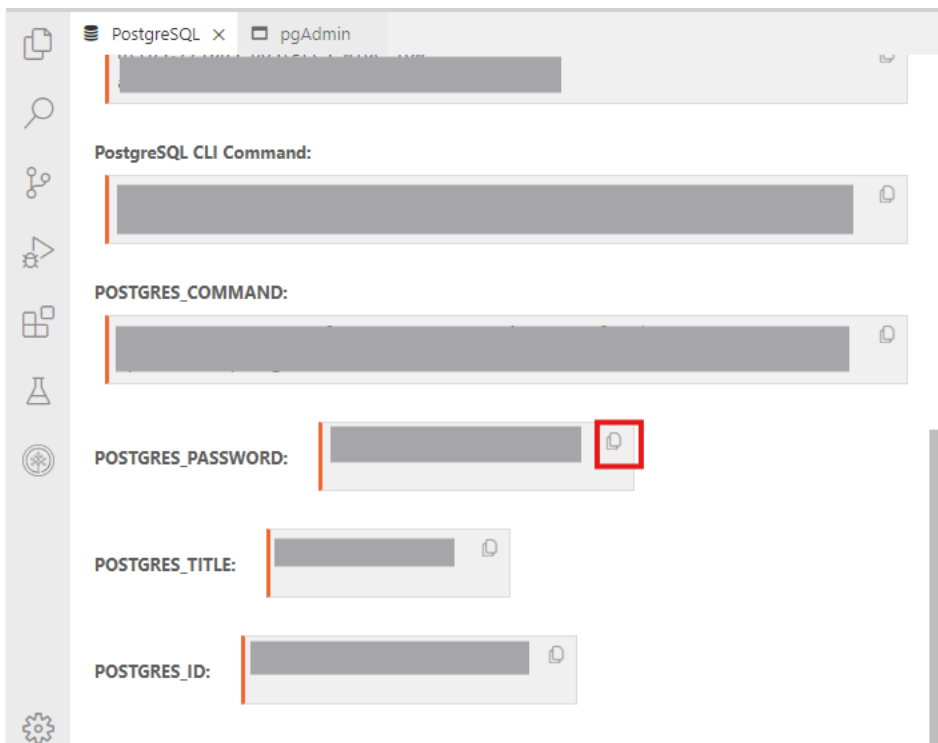 PostgreSQL
pgAdmin
PostgreSQL CLI Command:
POSTGRES_COMMAND:
POSTGRES_PASSWORD:
POSTGRES_TITLE:
POSTGRES_ID: